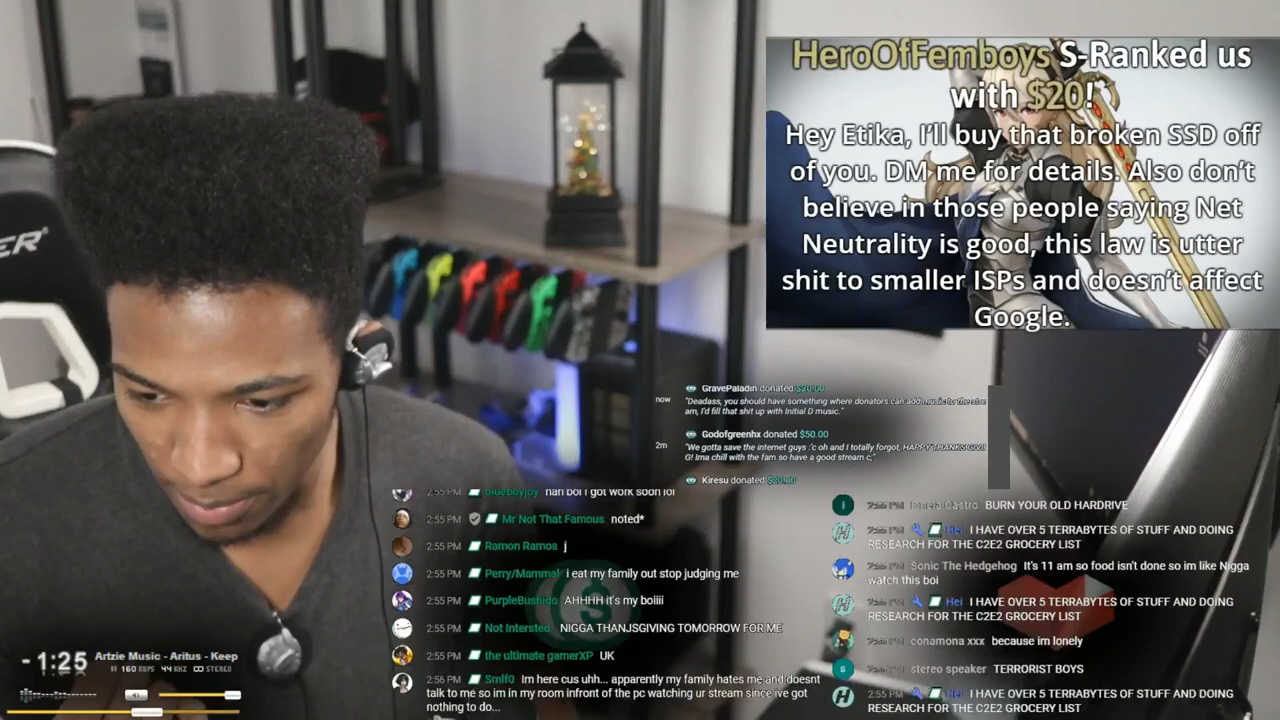 HeroOfFemboys S-Ranked us
with $20!
Hey Etika, I'll buy that broken SSD off
of you. DM me for details. Also don't
believe in those people saying Net
Neutrality is good, this law is utter
shit to smaller ISPs and doesn't affect
Google.
ER
now
GravePaladin donated $20.00
"Deadass, you should have something where donators can add music to the stre
am, I'd fill that shit up with Initial D music."
2m
Godofgreenhx donated $50.00
"We gotta save the internet guys :'c oh and I totally forgot, HAPPY THANKS GIVI
G! Ima chill with the fam so have a good stream c;"
Kiresu donated
2:55 PM blueboyjoy nah boi i got work soon lol
2:55 PM Mr Not That Famous noted*
2:55 PM Ramon Ramos j
2:55 PM Perry/Mammal i eat my family out stop judging me
2:55 PM PurpleBushido AHHHH it's my boiiii
2:55 PM Not Intersted NIGGA THANJSGIVING TOMORROW FOR ME
2:55 PM the ultimate gamerXP UK
2:56 PM Smlf0 Im here cus uhh... apparently my family hates me and doesnt
talk to me so im in my room infront of the pc watching ur stream since ive got
nothing to do...
Castro BURN YOUR OLD HARDRIVE
Hei I HAVE OVER 5 TERRABYTES OF STUFF AND DOING
RESEARCH FOR THE C2E2 GROCERY LIST
Sonic The Hedgehog It's 11 am so food isn't done so im like Nigga
watch this boi
Hei I HAVE OVER 5 TERRABYTES OF STUFF AND DOING
RESEARCH FOR THE C2E2 GROCERY LIST
conamona xxx because im lonely
stereo speaker TERRORIST BOYS
2:55 PM Hei I HAVE OVER 5 TERRABYTES OF STUFF AND DOING
RESEARCH FOR THE C2E2 GROCERY LIST
-1:25
Artzie Music - Aritus - Keep
160 KBPS 44 KHZ STEREO